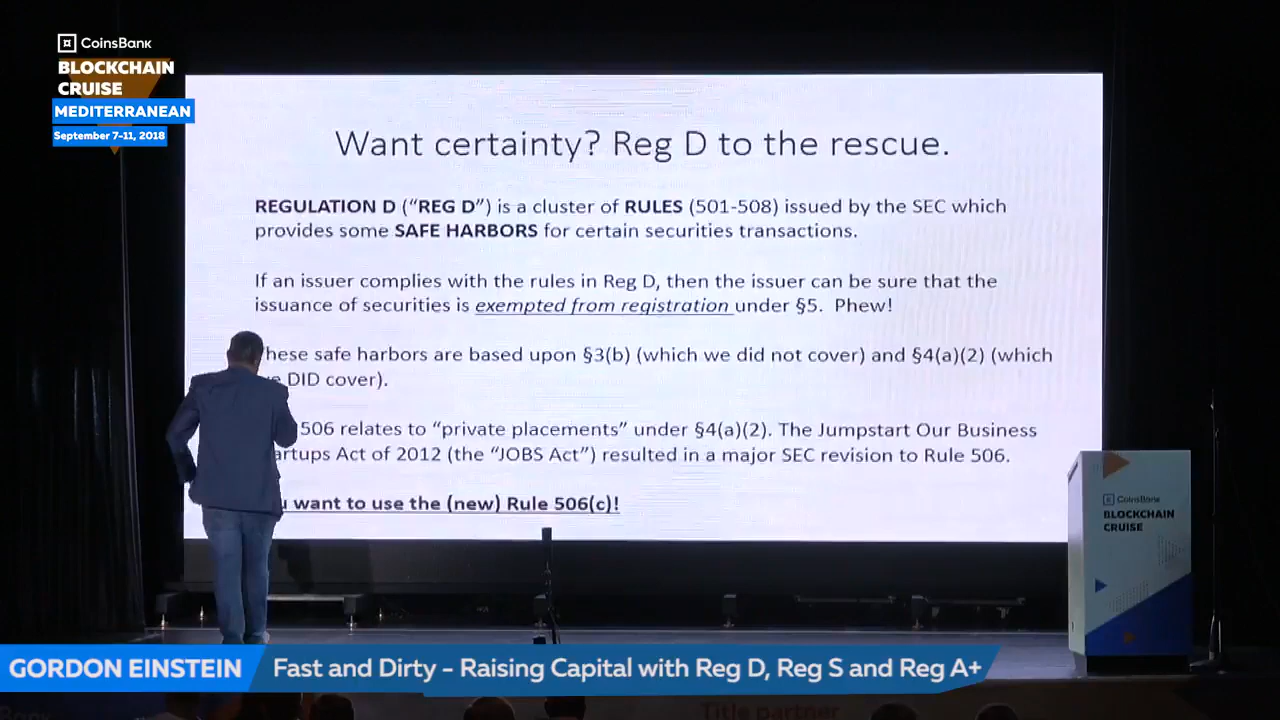 CoinsBank
BLOCKCHAIN
CRUISE
MEDITERRANEAN
September 7-11, 2018
Want certainty? Reg D to the rescue.
REGULATION D (“REG D”) is a cluster of RULES (501-508) issued by the SEC which
provides some SAFE HARBORS for certain securities transactions.
If an issuer complies with the rules in Reg D, then the issuer can be sure that the
issuance of securities is exempted from registration under §5. Phew!
hese safe harbors are based upon §3(b) (which we did not cover) and §4(a)(2) (which
DID cover).
506 relates to “private placements” under §4(a)(2). The Jumpstart Our Business
artups Act of 2012 (the “JOBS Act”) resulted in a major SEC revision to Rule 506.
want to use the (new) Rule 506(c)!
CoinsBank
BLOCKCHAIN
CRUISE
GORDON EINSTEIN
Fast and Dirty – Raising Capital with Reg D, Reg S and Reg A+
Title partner